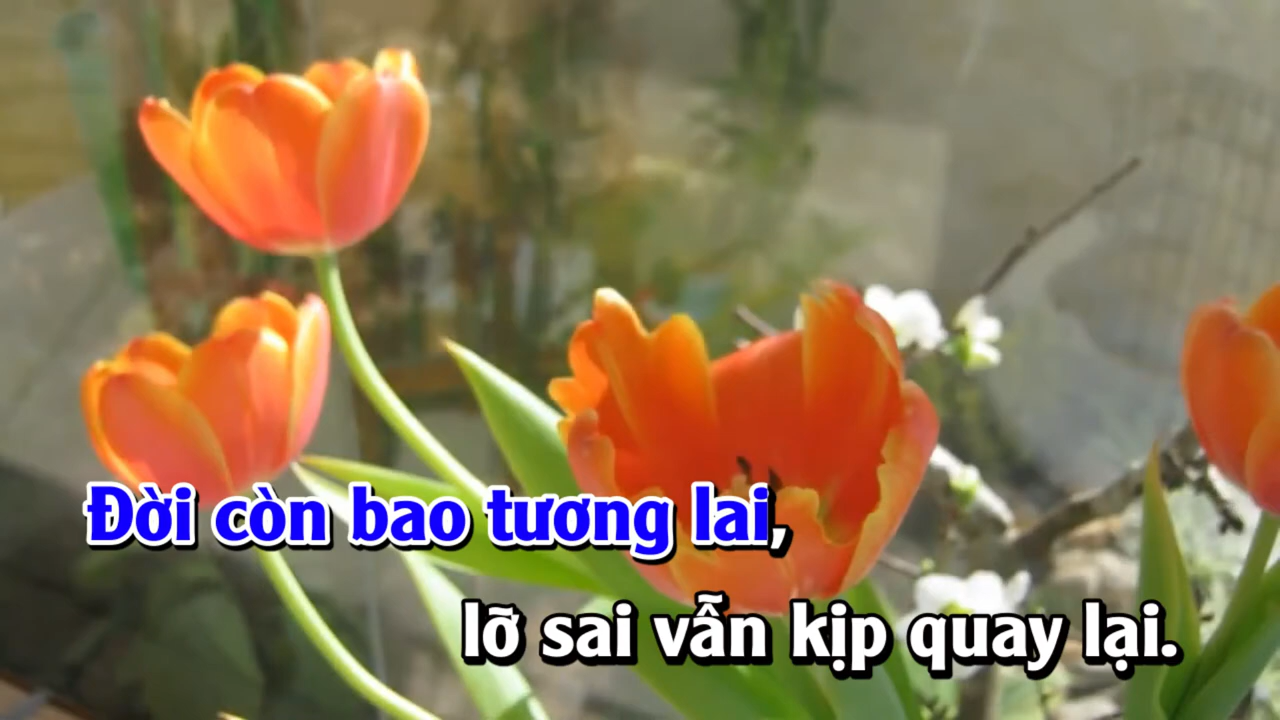 Đời còn bao tương lai,
lỡ sai vẫn kịp quay lại.